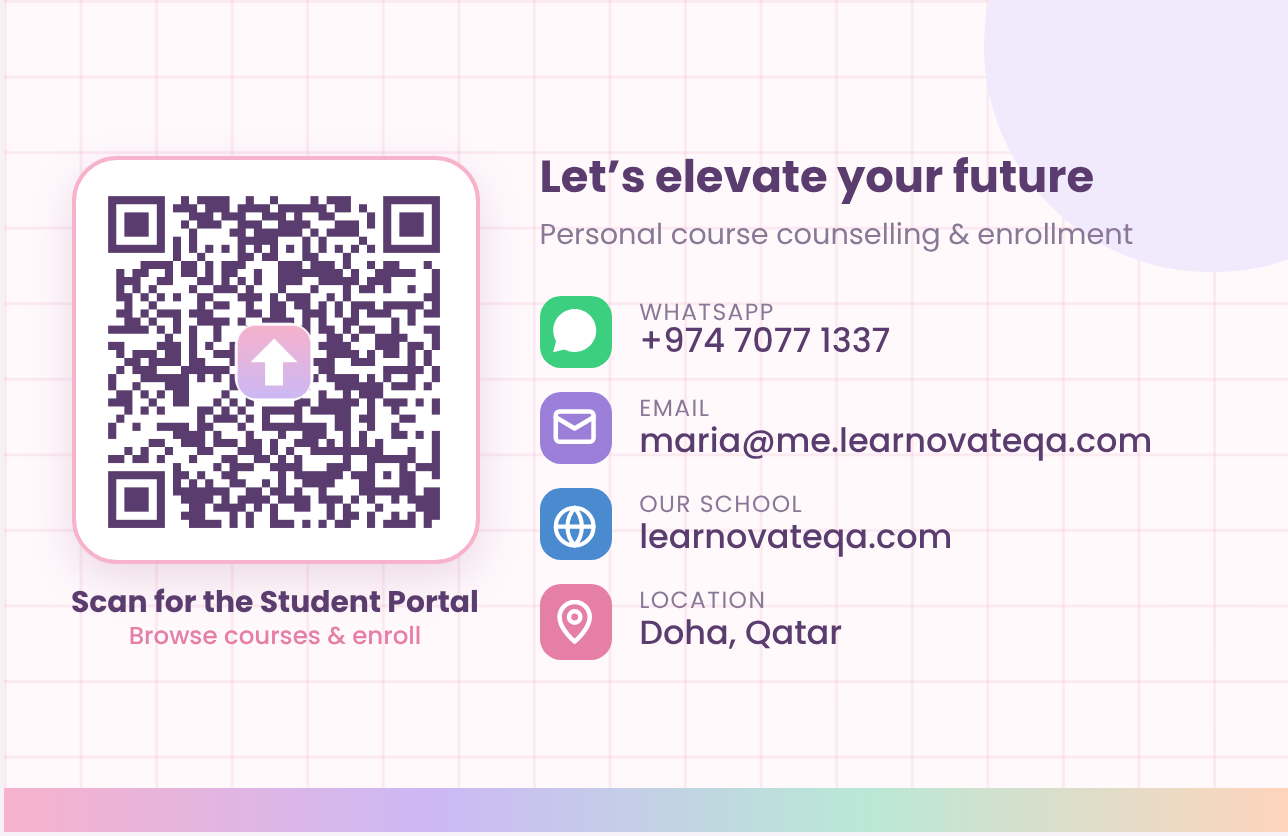 Let’s elevate your future
Personal course counselling & enrollment
WHATSAPP
+974 7077 1337
EMAIL
maria@me.learnovateqa.com
OUR SCHOOL
learnovateqa.com
LOCATION
Doha, Qatar
Scan for the Student Portal
Browse courses & enroll